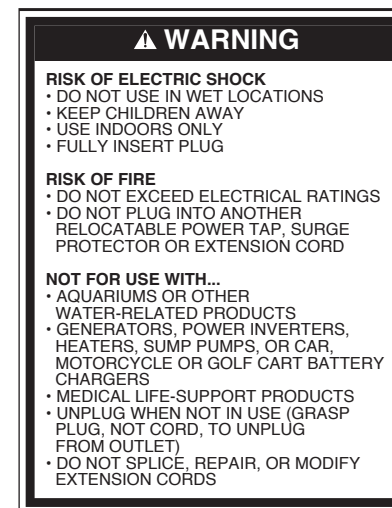 ⚠ WARNING
RISK OF ELECTRIC SHOCK
• DO NOT USE IN WET LOCATIONS
• KEEP CHILDREN AWAY
• USE INDOORS ONLY
• FULLY INSERT PLUG
RISK OF FIRE
• DO NOT EXCEED ELECTRICAL RATINGS
• DO NOT PLUG INTO ANOTHER
RELOCATABLE POWER TAP, SURGE
PROTECTOR OR EXTENSION CORD
NOT FOR USE WITH...
• AQUARIUMS OR OTHER
WATER-RELATED PRODUCTS
• GENERATORS, POWER INVERTERS,
HEATERS, SUMP PUMPS, OR CAR,
MOTORCYCLE OR GOLF CART BATTERY
CHARGERS
• MEDICAL LIFE-SUPPORT PRODUCTS
• UNPLUG WHEN NOT IN USE (GRASP
PLUG, NOT CORD, TO UNPLUG
FROM OUTLET)
• DO NOT SPLICE, REPAIR, OR MODIFY
EXTENSION CORDS